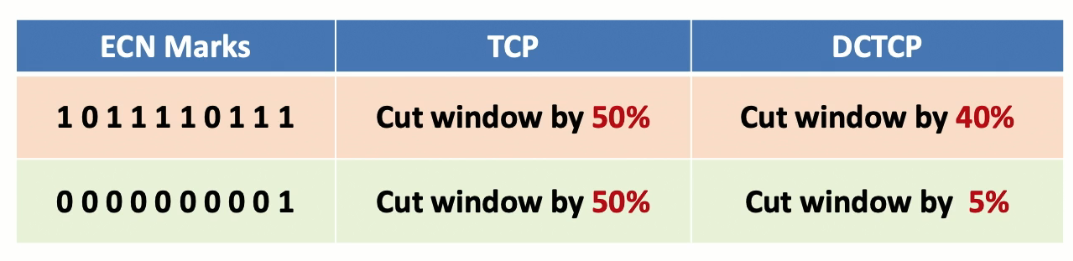 ECN Marks TCP DCTCP
1 0 1 1 1 1 0 1 1 1 Cut window by 50% Cut window by 40%
0 0 0 0 0 0 0 0 0 1 Cut window by 50% Cut window by 5%